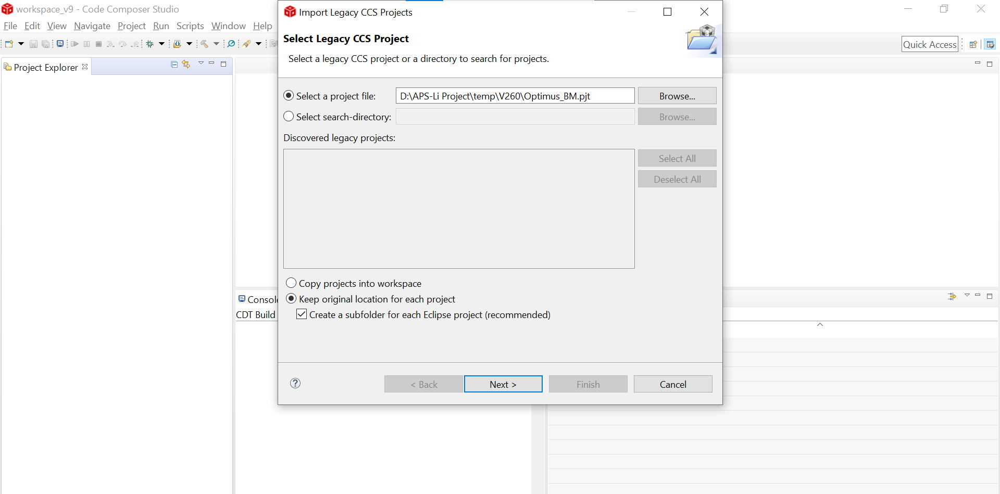 workspace_v9 - Code Composer Studio
File Edit View Navigate Project Run Scripts Window Help
Quick Access
Project Explorer
Import Legacy CCS Projects
Select Legacy CCS Project
Select a legacy CCS project or a directory to search for projects.
Select a project file: D:\APS-Li Project\temp\V260\Optimus_BM.pjt Browse...
Select search-directory: Browse...
Discovered legacy projects:
Select All
Deselect All
Copy projects into workspace
Keep original location for each project
Create a subfolder for each Eclipse project (recommended)
? < Back Next > Finish Cancel
Console
CDT Build